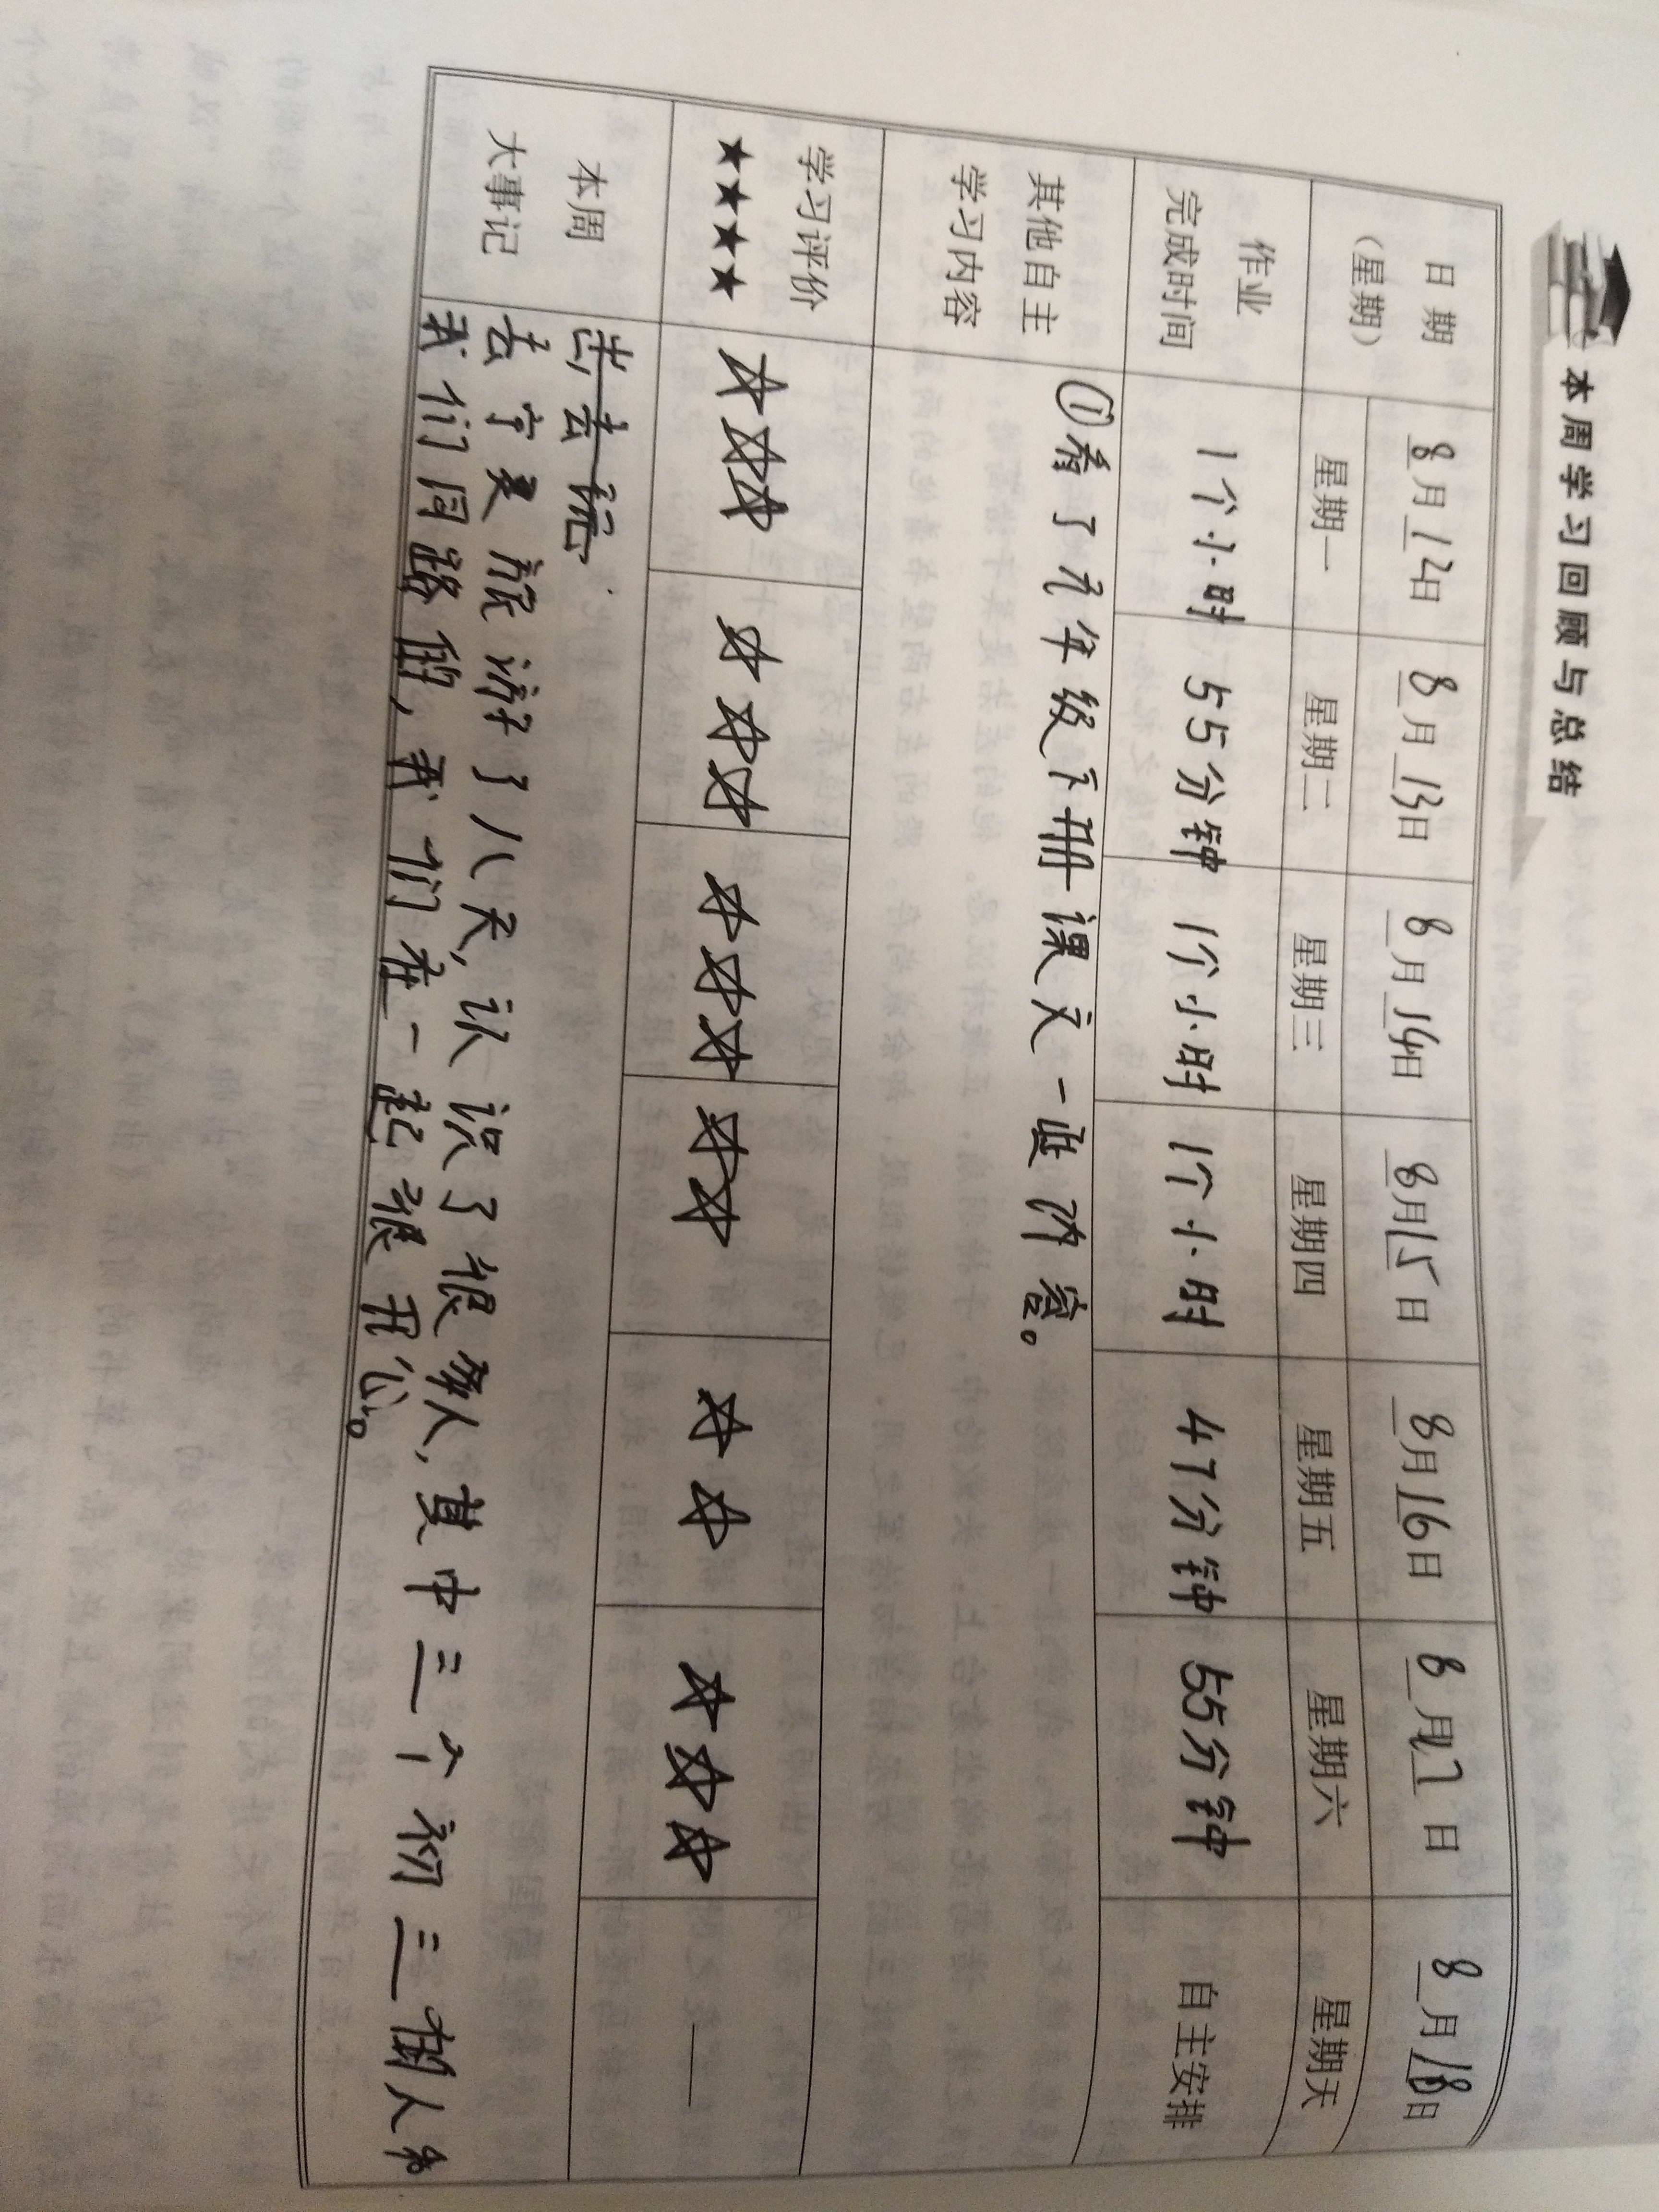 本周学习回顾与总结
日期 8月12日 8月13日 8月14日 8月15日 8月16日 8月17日 8月18日
(星期) 星期一 星期二 星期三 星期四 星期五 星期六 星期天
作业
完成时间 1个小时 55分钟 1个小时 1个小时 47分钟 55分钟 自主安排
其他自主 ①看了九年级下册课文一些内容。
学习内容
学习评价
★★★★ ☆☆☆ ☆☆☆ ☆☆☆ ☆☆ ☆☆ ☆☆☆ —
本周 出去玩
大事记 去宁夏旅游了八天,认识了很多人,其中三个初三
我们同路的,我们在一起很开心。